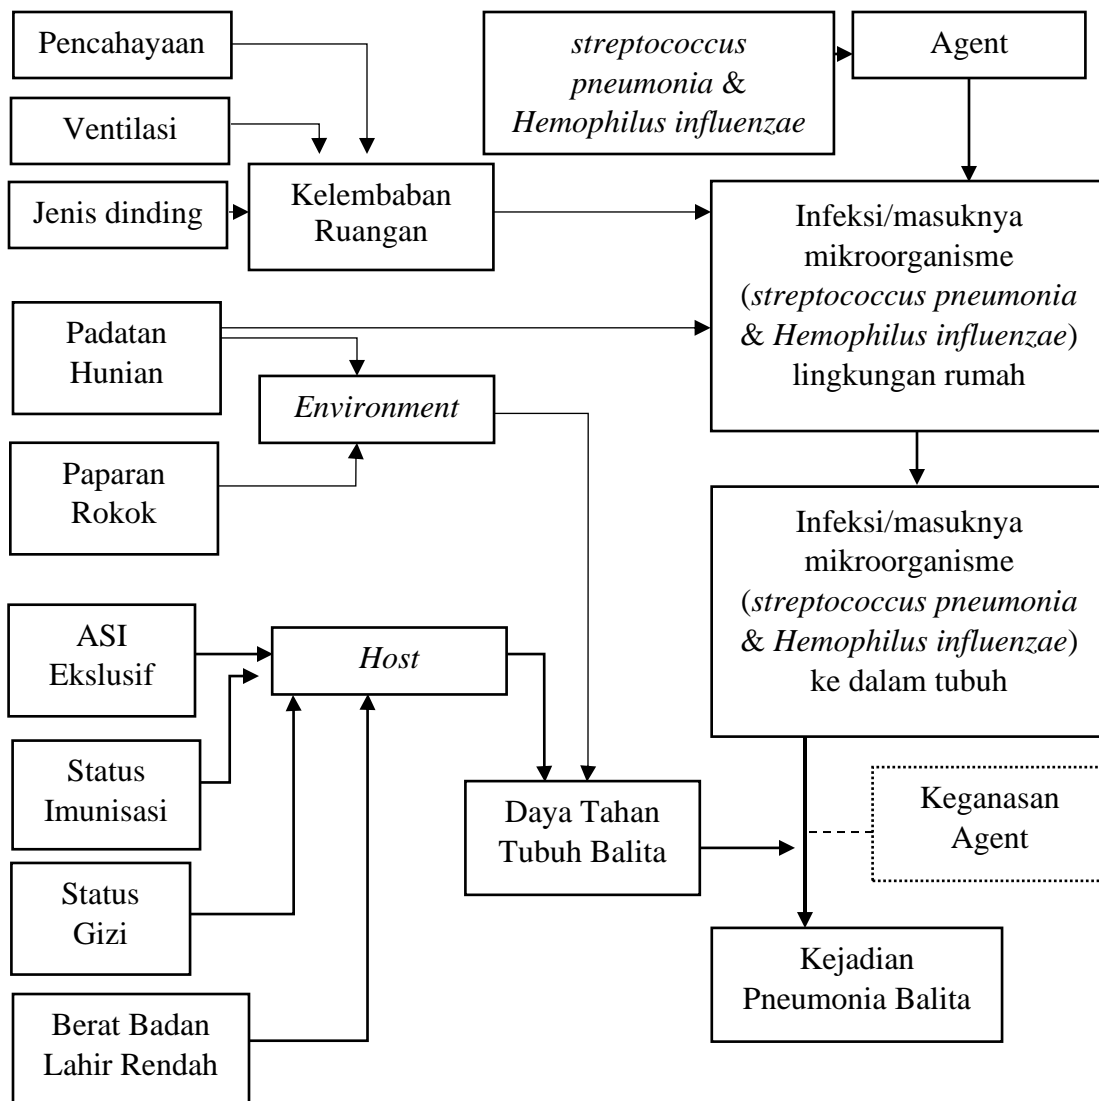 Pencahayaan
streptococcus
pneumonia &
Hemophilus influenzae
Agent
Ventilasi
Jenis dinding
Kelembaban
Ruangan
Infeksi/masuknya
mikroorganisme
(streptococcus pneumonia
& Hemophilus influenzae)
lingkungan rumah
Padatan
Hunian
Environment
Paparan
Rokok
Infeksi/masuknya
mikroorganisme
(streptococcus pneumonia
& Hemophilus influenzae)
ke dalam tubuh
ASI
Ekslusif
Host
Status
Imunisasi
Daya Tahan
Tubuh Balita
Keganasan
Agent
Status
Gizi
Kejadian
Pneumonia Balita
Berat Badan
Lahir Rendah